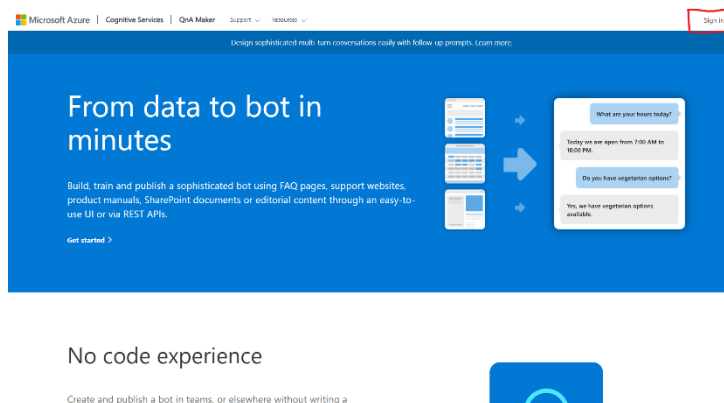 Microsoft Azure | Cognitive Services | QnA Maker Support Resources Sign in
Design sophisticated multi turn conversations easily with follow up prompts. Learn more.
From data to bot in
minutes
Build, train and publish a sophisticated bot using FAQ pages, support websites,
product manuals, SharePoint documents or editorial content through an easy-to-
use UI or via REST APIs.
Get started >
What are your hours today?
Today we are open from 7:00 AM to
10:00 PM.
Do you have vegetarian options?
Yes, we have vegetarian options
available.
No code experience
Create and publish a bot in teams, or elsewhere without writing a